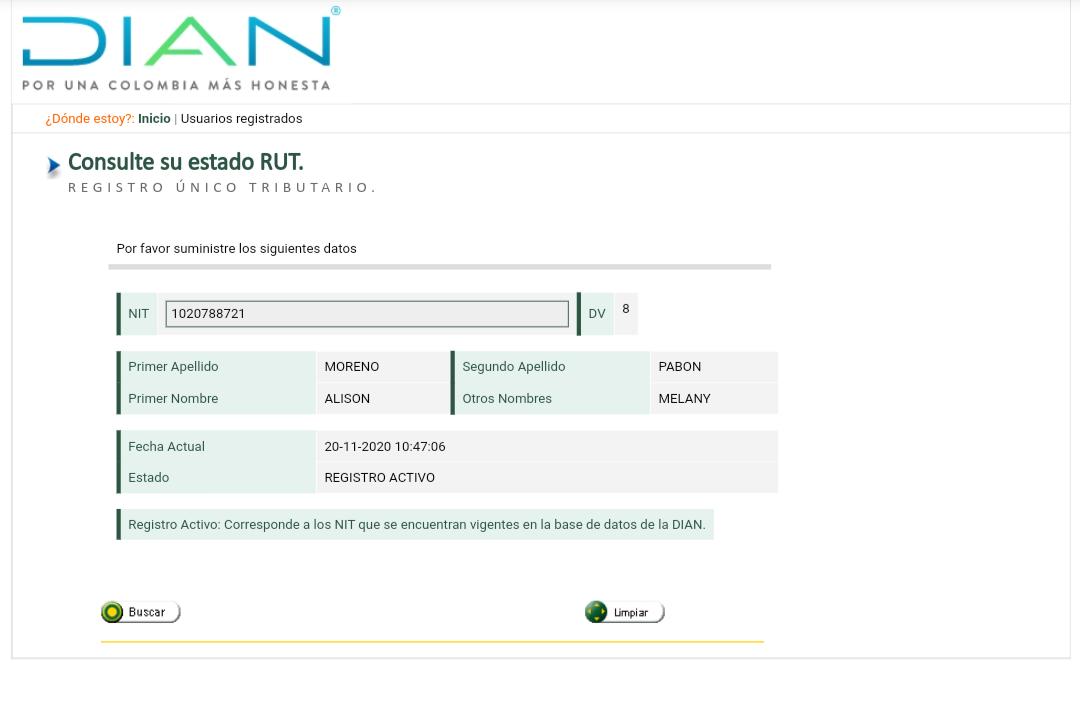 DIAN®
POR UNA COLOMBIA MÁS HONESTA
¿Dónde estoy?: Inicio | Usuarios registrados
Consulte su estado RUT.
REGISTRO ÚNICO TRIBUTARIO.
Por favor suministre los siguientes datos
NIT 1020788721 DV 8
Primer Apellido MORENO Segundo Apellido PABON
Primer Nombre ALISON Otros Nombres MELANY
Fecha Actual 20-11-2020 10:47:06
Estado REGISTRO ACTIVO
Registro Activo: Corresponde a los NIT que se encuentran vigentes en la base de datos de la DIAN.
Buscar Limpiar